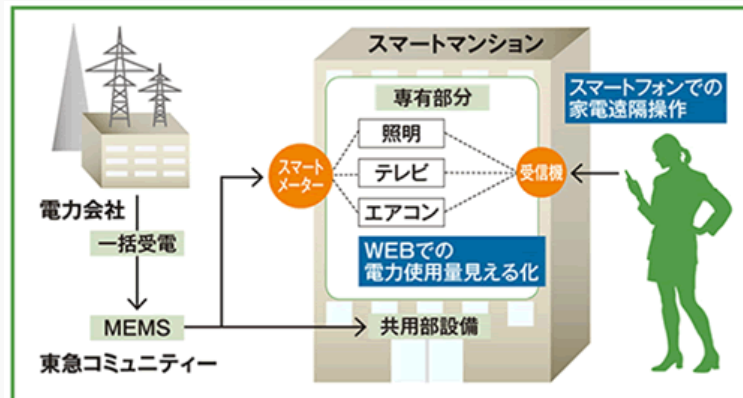 スマートマンション
専有部分
照明
テレビ
エアコン
スマート
メーター
受信機
WEBでの
電力使用量見える化
共用部設備
スマートフォンでの
家電遠隔操作
電力会社
一括受電
MEMS
東急コミュニティー